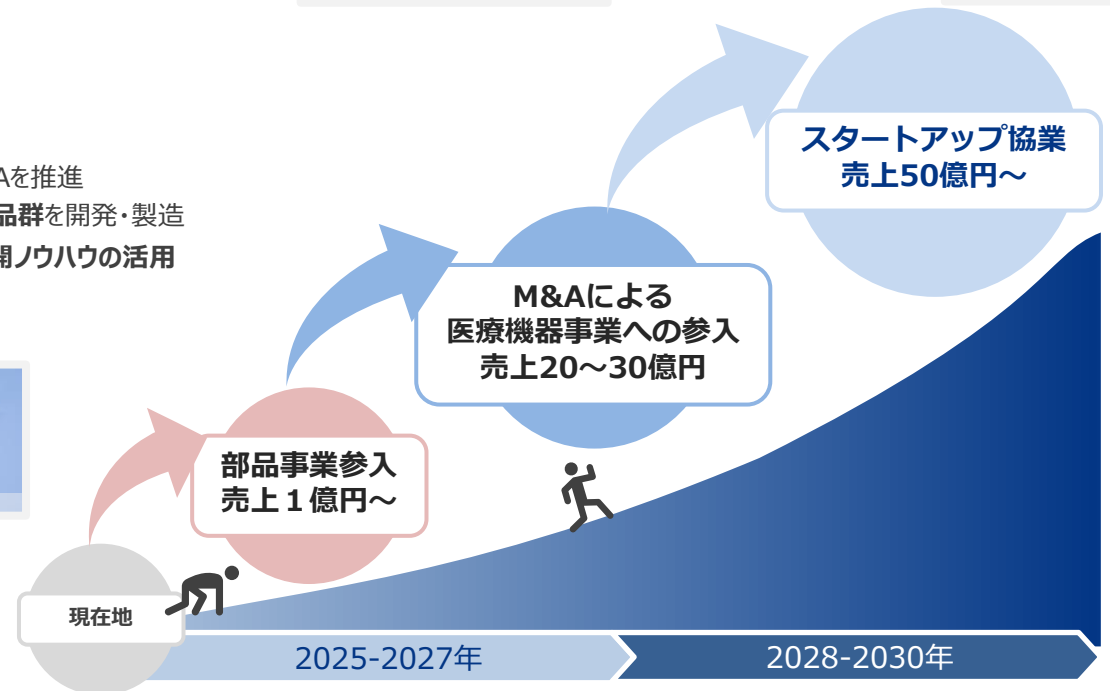 Aを推進
品群を開発・製造
開ノウハウの活用
スタートアップ協業
売上50億円～
M&Aによる
医療機器事業への参入
売上20～30億円
部品事業参入
売上１億円～
現在地
2025-2027年
2028-2030年